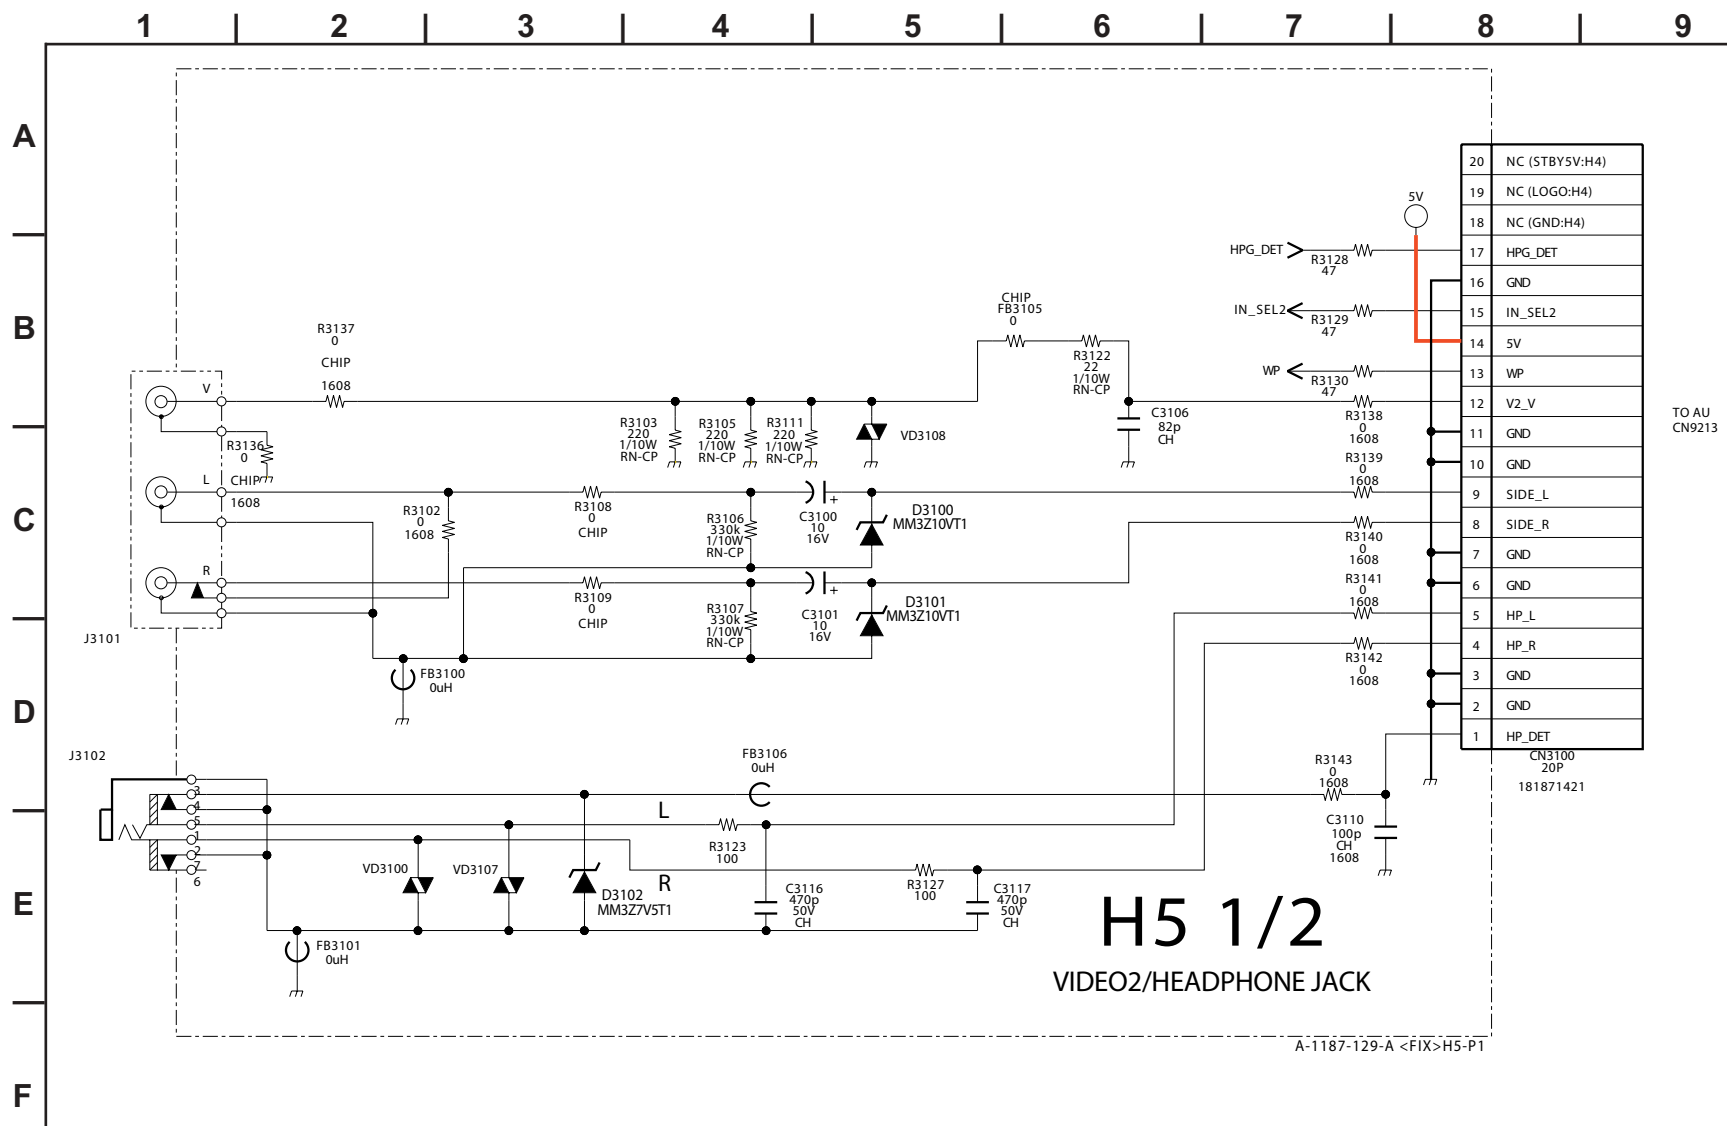 1 2 3 4 5 6 7 8 9
A
20 NC (STBY5V:H4)
19 NC (LOGO:H4)
5V
18 NC (GND:H4)
HPG_DET
R3128
47
17 HPG_DET
16 GND
B
CHIP
FB3105
0
IN_SEL2
R3129
47
15 IN_SEL2
R3137
0
CHIP
1608
R3122
22
1/10W
RN-CP
14 5V
WP
R3130
47
13 WP
V
R3138
0
1608
12 V2_V
TO AU
CN9213
R3136
0
CHIP
1608
R3103
220
1/10W
RN-CP
R3105
220
1/10W
RN-CP
R3111
220
1/10W
RN-CP
VD3108
C3106
82p
CH
11 GND
R3139
0
1608
10 GND
C
L
R3102
0
1608
R3108
0
CHIP
R3106
330k
1/10W
RN-CP
+
C3100
10
16V
D3100
MM3Z10VT1
9 SIDE_L
8 SIDE_R
R3140
0
1608
7 GND
R
R3141
0
1608
6 GND
J3101
R3109
0
CHIP
R3107
330k
1/10W
RN-CP
+
C3101
10
16V
D3101
MM3Z10VT1
5 HP_L
4 HP_R
R3142
0
1608
FB3100
0uH
3 GND
D
2 GND
1 HP_DET
CN3100
20P
181871421
J3102
FB3106
0uH
R3143
0
1608
3
4
5
1
2
7
6
L
R3123
100
C3110
100p
CH
1608
VD3100
VD3107
R
R3127
100
E
D3102
MM3Z7V5T1
C3116
470p
50V
CH
C3117
470p
50V
CH
H5 1/2
FB3101
0uH
VIDEO2/HEADPHONE JACK
A-1187-129-A <FIX>H5-P1
F